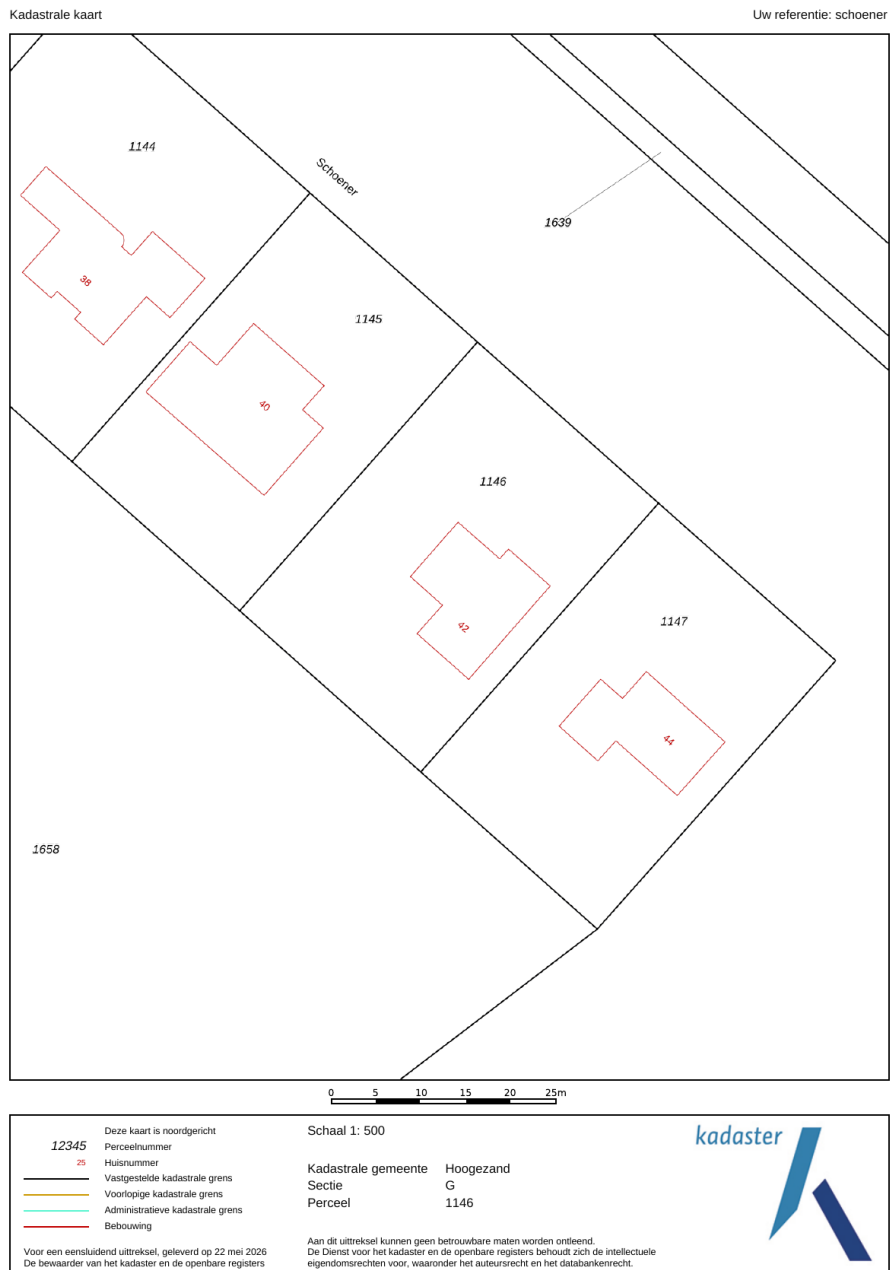 Kadastrale kaart
Uw referentie: schoener
1144
Schoener
1639
38
1145
40
1146
42
1147
44
1658
0 5 10 15 20 25m
Deze kaart is noordgericht
12345 Perceelnummer
25 Huisnummer
Vastgestelde kadastrale grens
Voorlopige kadastrale grens
Administratieve kadastrale grens
Bebouwing
Voor een eensluidend uittreksel, geleverd op 22 mei 2026
De bewaarder van het kadaster en de openbare registers
Schaal 1: 500
Kadastrale gemeente Hoogezand
Sectie G
Perceel 1146
Aan dit uittreksel kunnen geen betrouwbare maten worden ontleend.
De Dienst voor het kadaster en de openbare registers behoudt zich de intellectuele
eigendomsrechten voor, waaronder het auteursrecht en het databankenrecht.
kadaster